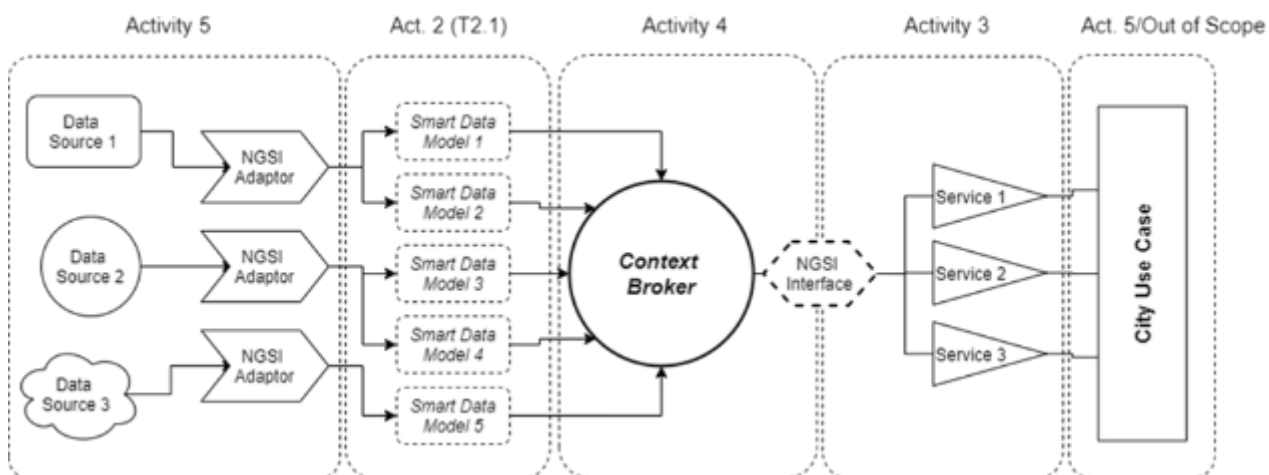 Activity 5
Act. 2 (T2.1)
Activity 4
Activity 3
Act. 5/Out of Scope
Data
Source 1
NGSI
Adaptor
Smart Data
Model 1
Smart Data
Model 2
Data
Source 2
NGSI
Adaptor
Smart Data
Model 3
Smart Data
Model 4
Data
Source 3
NGSI
Adaptor
Smart Data
Model 5
Context
Broker
NGSI
Interface
Service 1
Service 2
Service 3
City Use Case